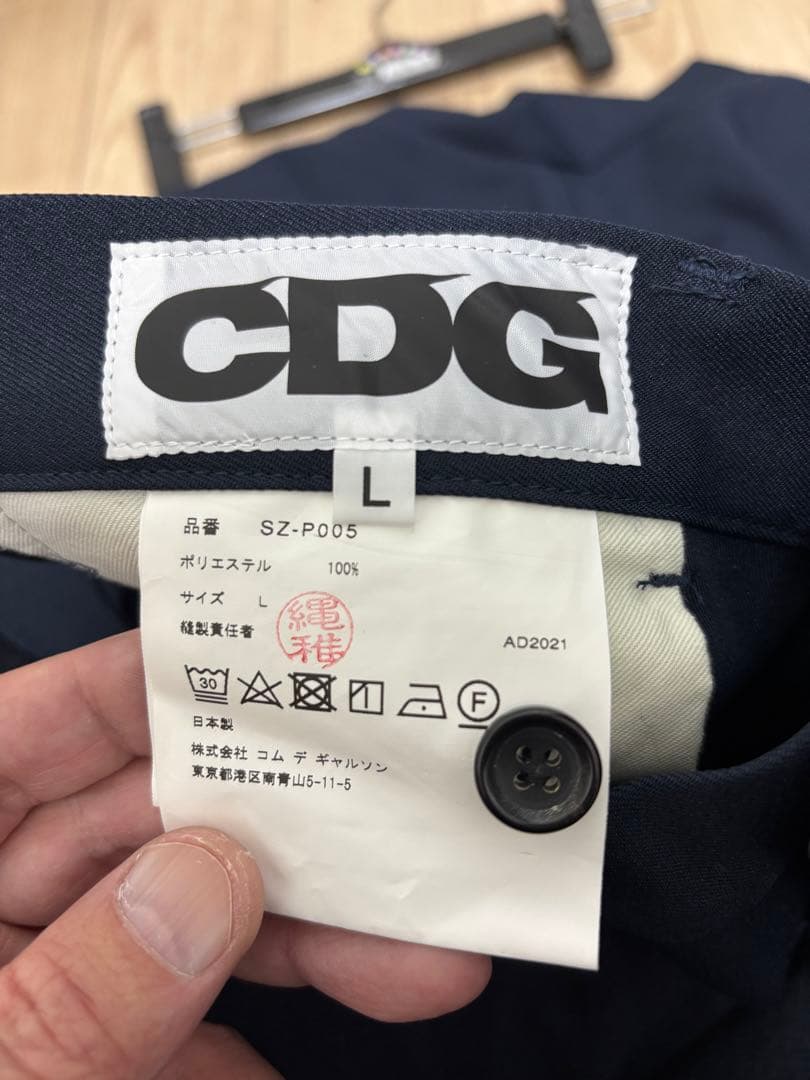 CDG
L
品番 SZ-P005
ポリエステル 100%
サイズ L
縫製責任者
縄
稚
AD2021
30
F
日本製
株式会社 コム デ ギャルソン
東京都港区南青山5-11-5